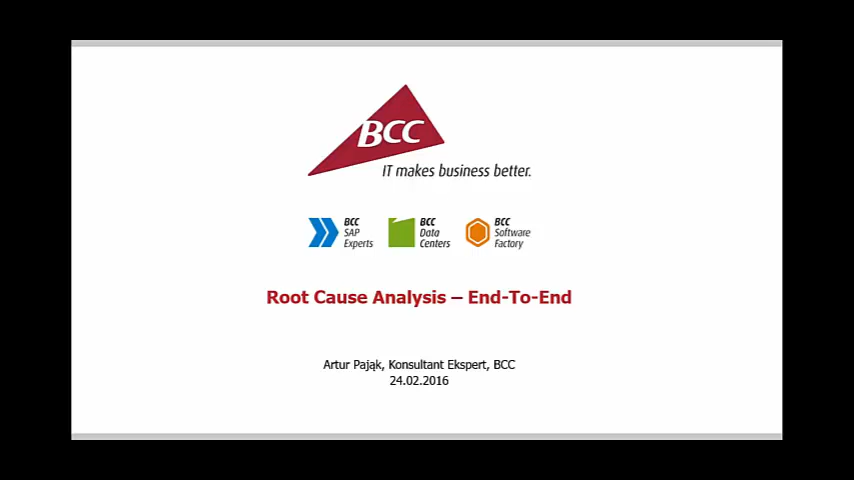 BCC
IT makes business better.
BCC
SAP
Experts
BCC
Data
Centers
BCC
Software
Factory
Root Cause Analysis – End-To-End
Artur Pająk, Konsultant Ekspert, BCC
24.02.2016